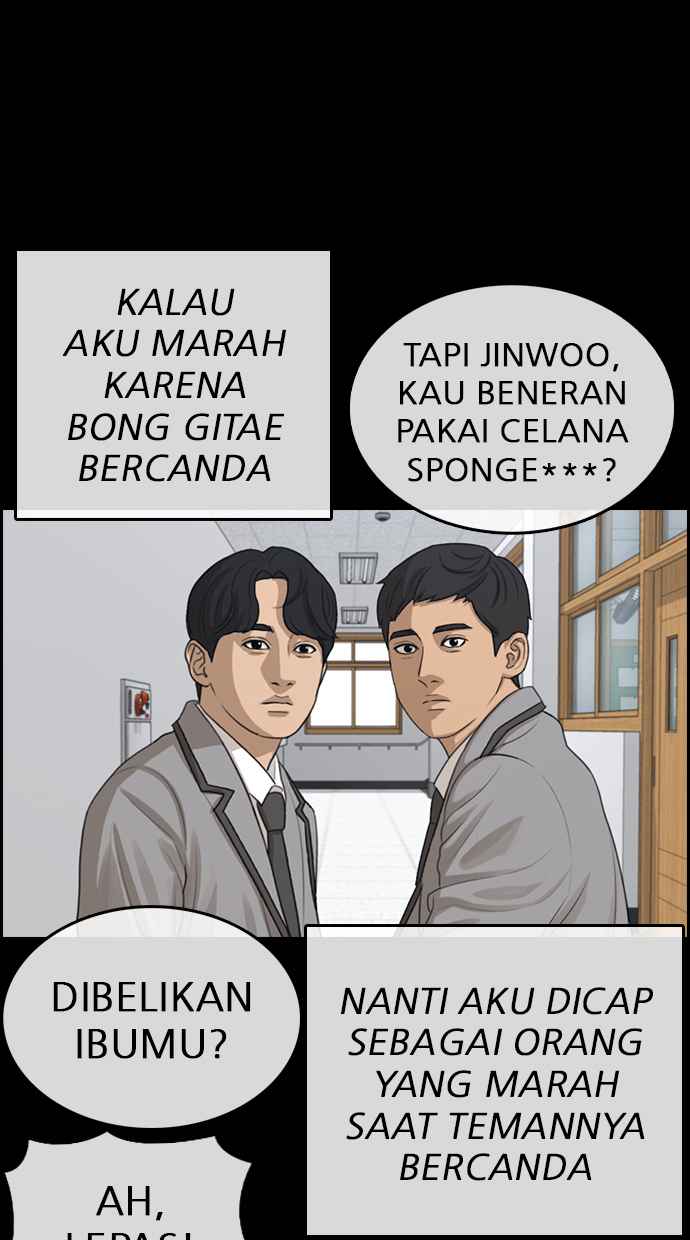 KALAU
AKU MARAH
KARENA
BONG GITAE
BERCANDA
TAPI JINWOO,
KAU BENERAN
PAKAI CELANA
SPONGE***?
DIBELIKAN
IBUMU?
NANTI AKU DICAP
SEBAGAI ORANG
YANG MARAH
SAAT TEMANNYA
BERCANDA
AH,